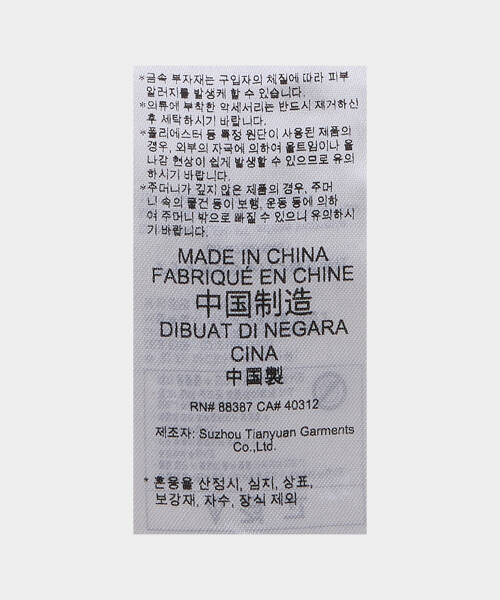 *금속 부자재는 구입자의 체질에 따라 피부
알러지를 발생케 할 수 있습니다.
*의류에 부착한 악세서리는 반드시 제거하신
후 세탁하시기 바랍니다.
*폴리에스터 등 특정 원단이 사용된 제품의
경우, 외부의 자극에 의하여 올트임이나 올
나감 현상이 쉽게 발생할 수 있으므로 유의
하시기 바랍니다.
*주머니가 깊지 않은 제품의 경우, 주머
니 속의 물건 등이 보행, 운동 등에 의하
여 주머니 밖으로 빠질 수 있으니 유의하시
기 바랍니다.
MADE IN CHINA
FABRIQUÉ EN CHINE
中国制造
DIBUAT DI NEGARA
CINA
中国製
RN# 88387 CA# 40312
제조자: Suzhou Tianyuan Garments
Co.,Ltd.
* 혼용율 산정시, 심지, 상표,
보강재, 자수, 장식 제외